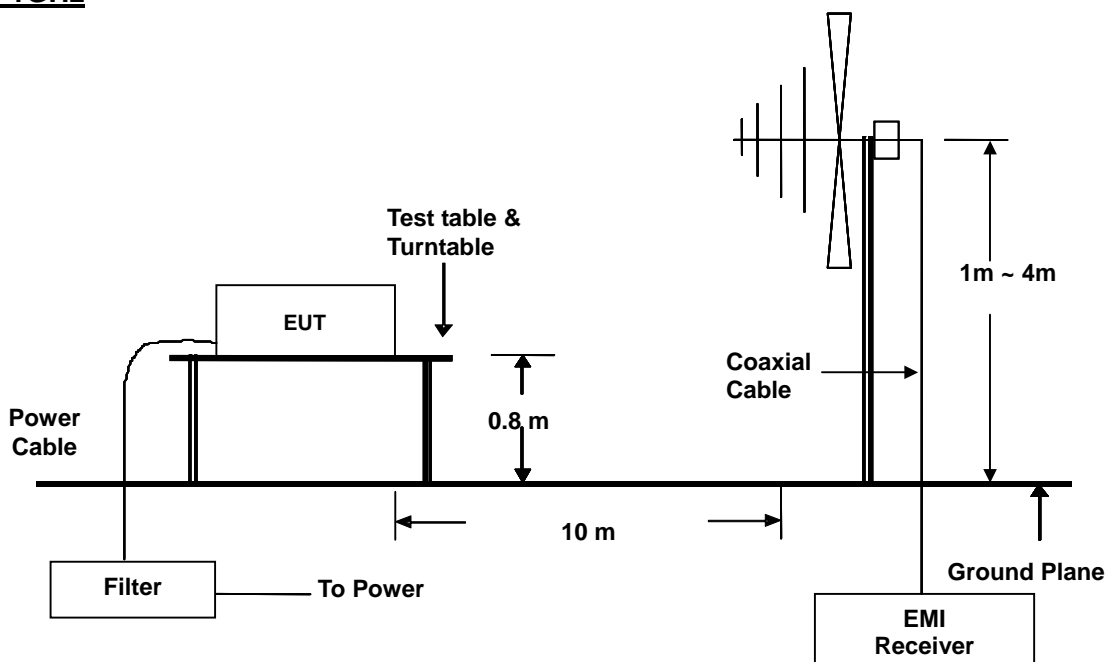 Test table &
Turntable
EUT
1m ~ 4m
Coaxial
Cable
0.8 m
Power
Cable
10 m
Filter
To Power
Ground Plane
EMI
Receiver